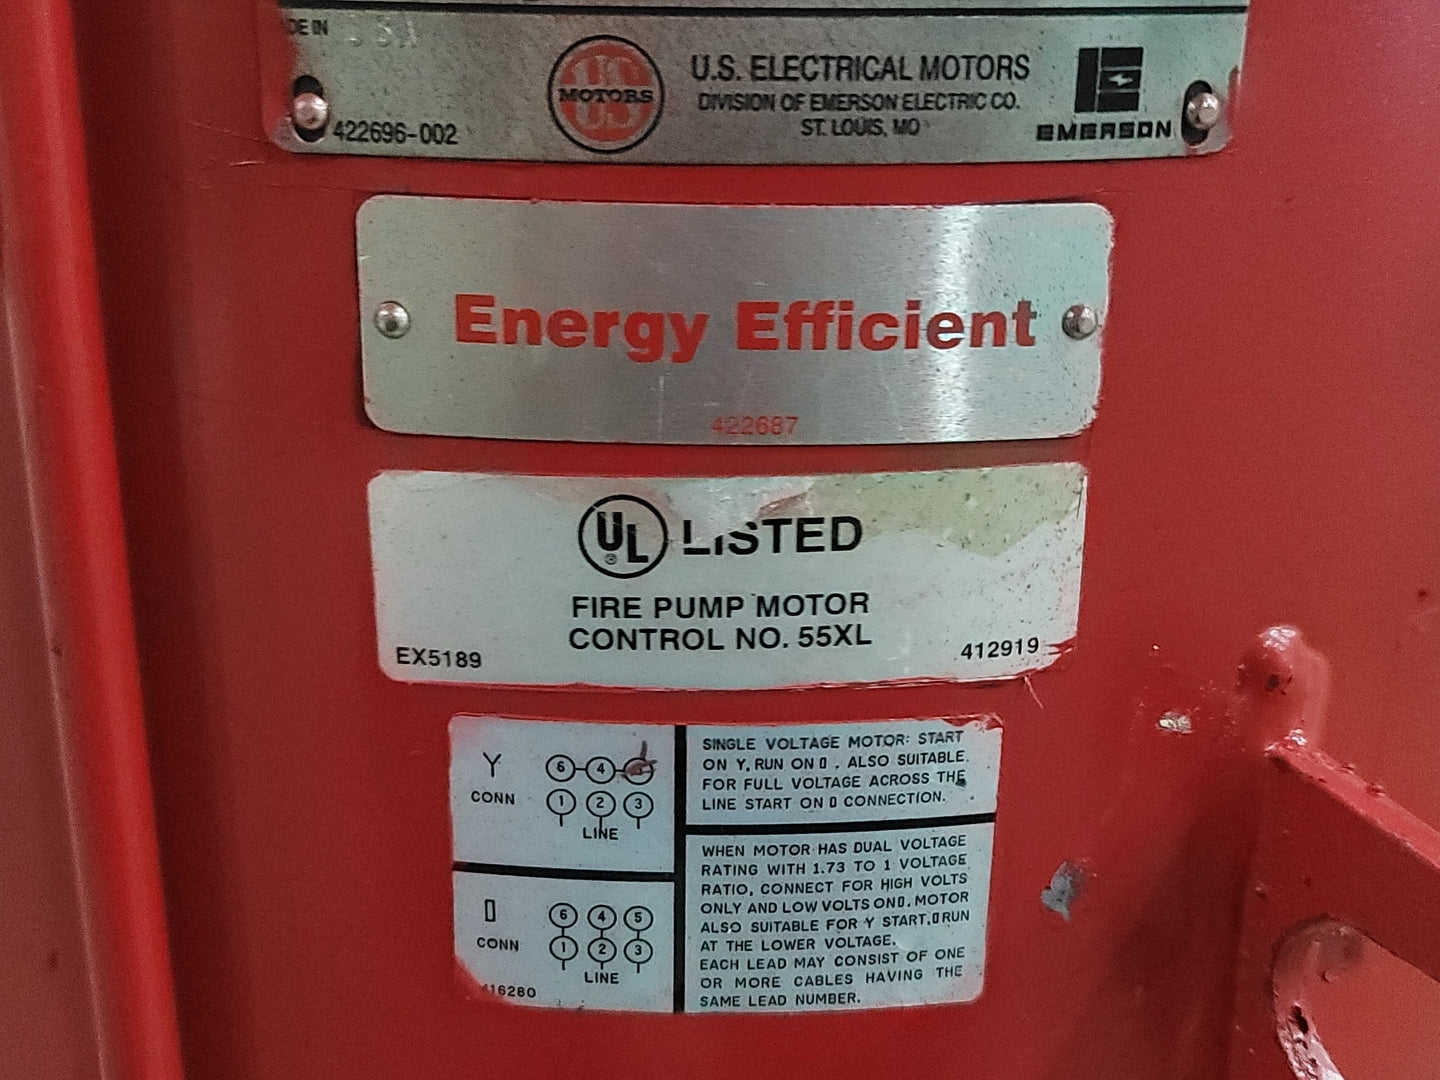 DE IN USA
422696-002
US
MOTORS
U.S. ELECTRICAL MOTORS
DIVISION OF EMERSON ELECTRIC CO.
ST. LOUIS, MO
EMERSON
Energy Efficient
422687
UL ® LISTED
FIRE PUMP MOTOR
CONTROL NO. 55XL
EX5189
412919
Y
CONN
6 4
1 2 3
LINE
▯
CONN
6 4 5
1 2 3
LINE
16280
SINGLE VOLTAGE MOTOR: START
ON Y, RUN ON ▯. ALSO SUITABLE
FOR FULL VOLTAGE ACROSS THE
LINE START ON ▯ CONNECTION.
WHEN MOTOR HAS DUAL VOLTAGE
RATING WITH 1.73 TO 1 VOLTAGE
RATIO, CONNECT FOR HIGH VOLTS
ONLY AND LOW VOLTS ON ▯. MOTOR
ALSO SUITABLE FOR Y START, ▯ RUN
AT THE LOWER VOLTAGE.
EACH LEAD MAY CONSIST OF ONE
OR MORE CABLES HAVING THE
SAME LEAD NUMBER.